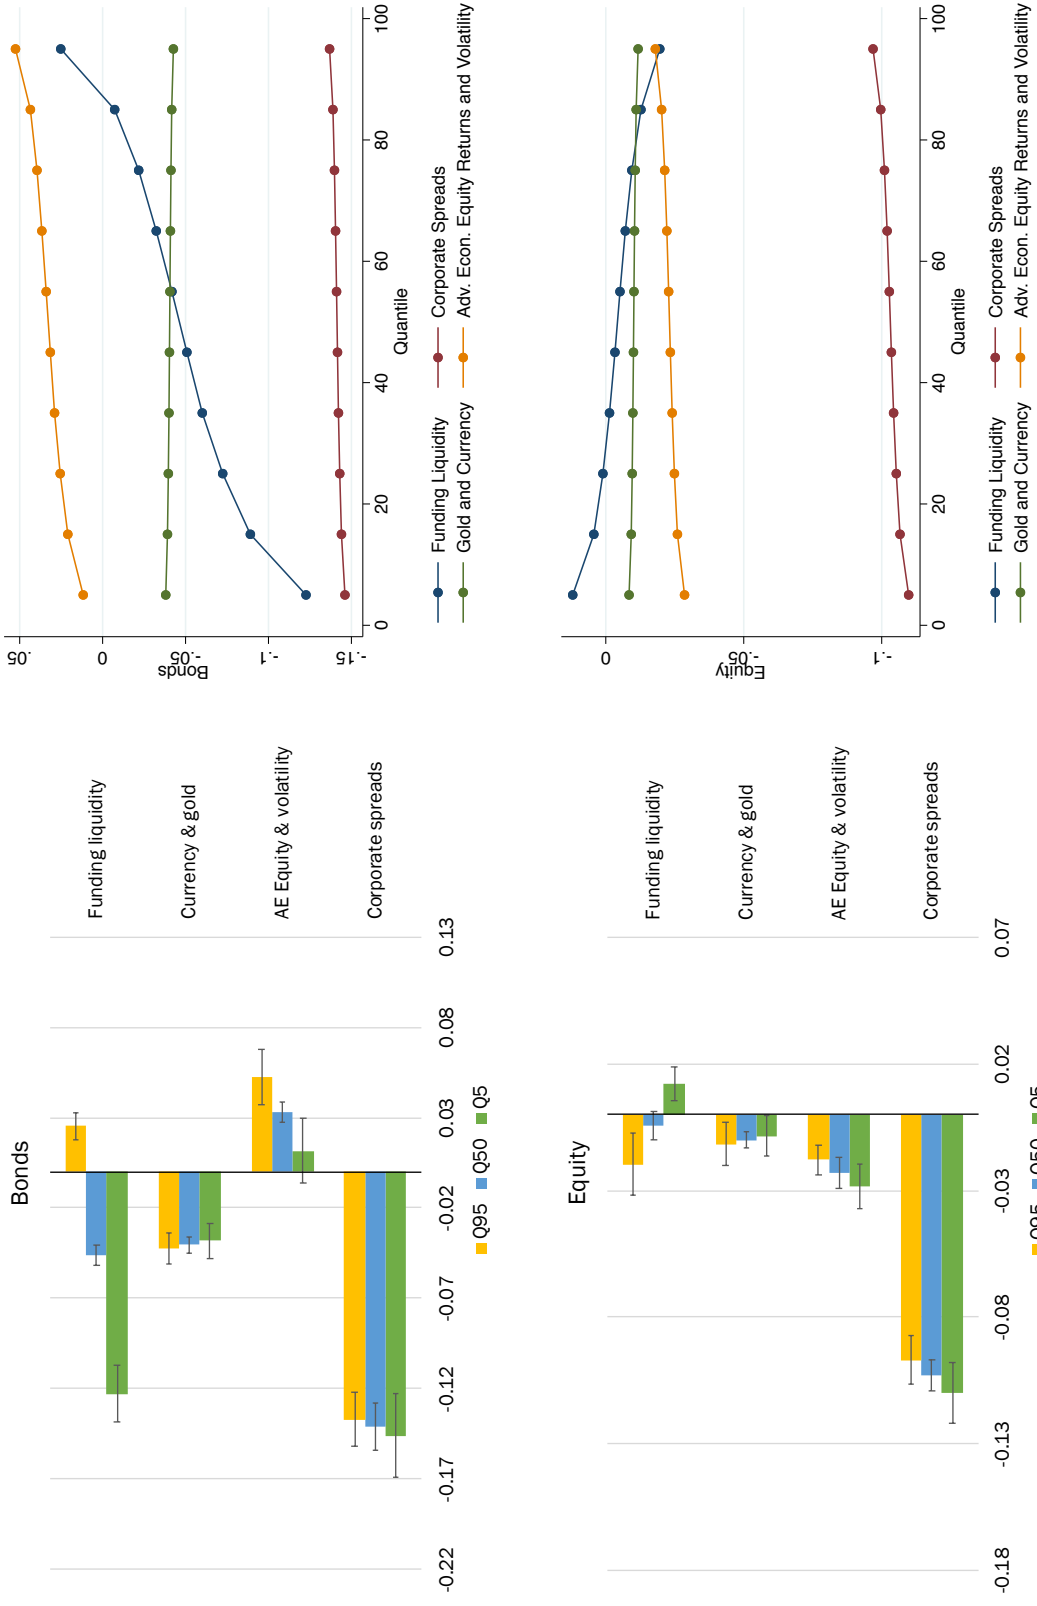 Bonds
Funding liquidity
Currency & gold
AE Equity & volatility
Corporate spreads
-0.22 -0.17 -0.12 -0.07 -0.02 0.03 0.08 0.13
Q95 Q50 Q5
.05
0
-.05
-.1
-.15
Bonds
0 20 40 60 80 100
Quantile
Funding Liquidity Corporate Spreads
Gold and Currency Adv. Econ. Equity Returns and Volatility
Equity
Funding liquidity
Currency & gold
AE Equity & volatility
Corporate spreads
-0.18 -0.13 -0.08 -0.03 0.02 0.07
Q95 Q50 Q5
0
-.05
-.1
Equity
0 20 40 60 80 100
Quantile
Funding Liquidity Corporate Spreads
Gold and Currency Adv. Econ. Equity Returns and Volatility